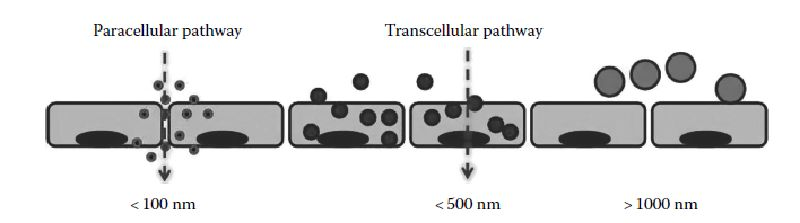 Paracellular pathway
Transcellular pathway
< 100 nm
< 500 nm
> 1000 nm